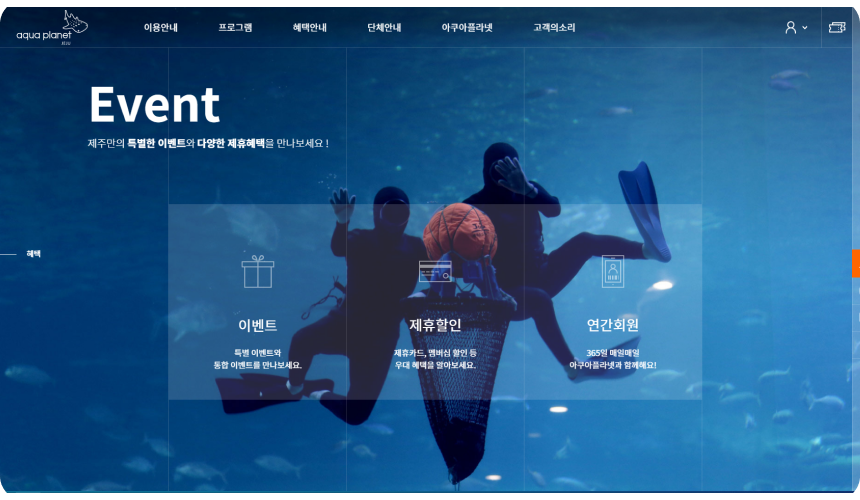 aqua planet
이용안내
프로그램
혜택안내
단체안내
아쿠아플라넷
고객의소리
Event
제주만의 특별한 이벤트와 다양한 제휴혜택을 만나보세요 !
혜택
이벤트
특별 이벤트와
통합 이벤트를 만나보세요.
제휴할인
제휴카드, 멤버십 할인 등
우대 혜택을 알아보세요.
연간회원
365일 매일매일
아쿠아플라넷과 함께해요!